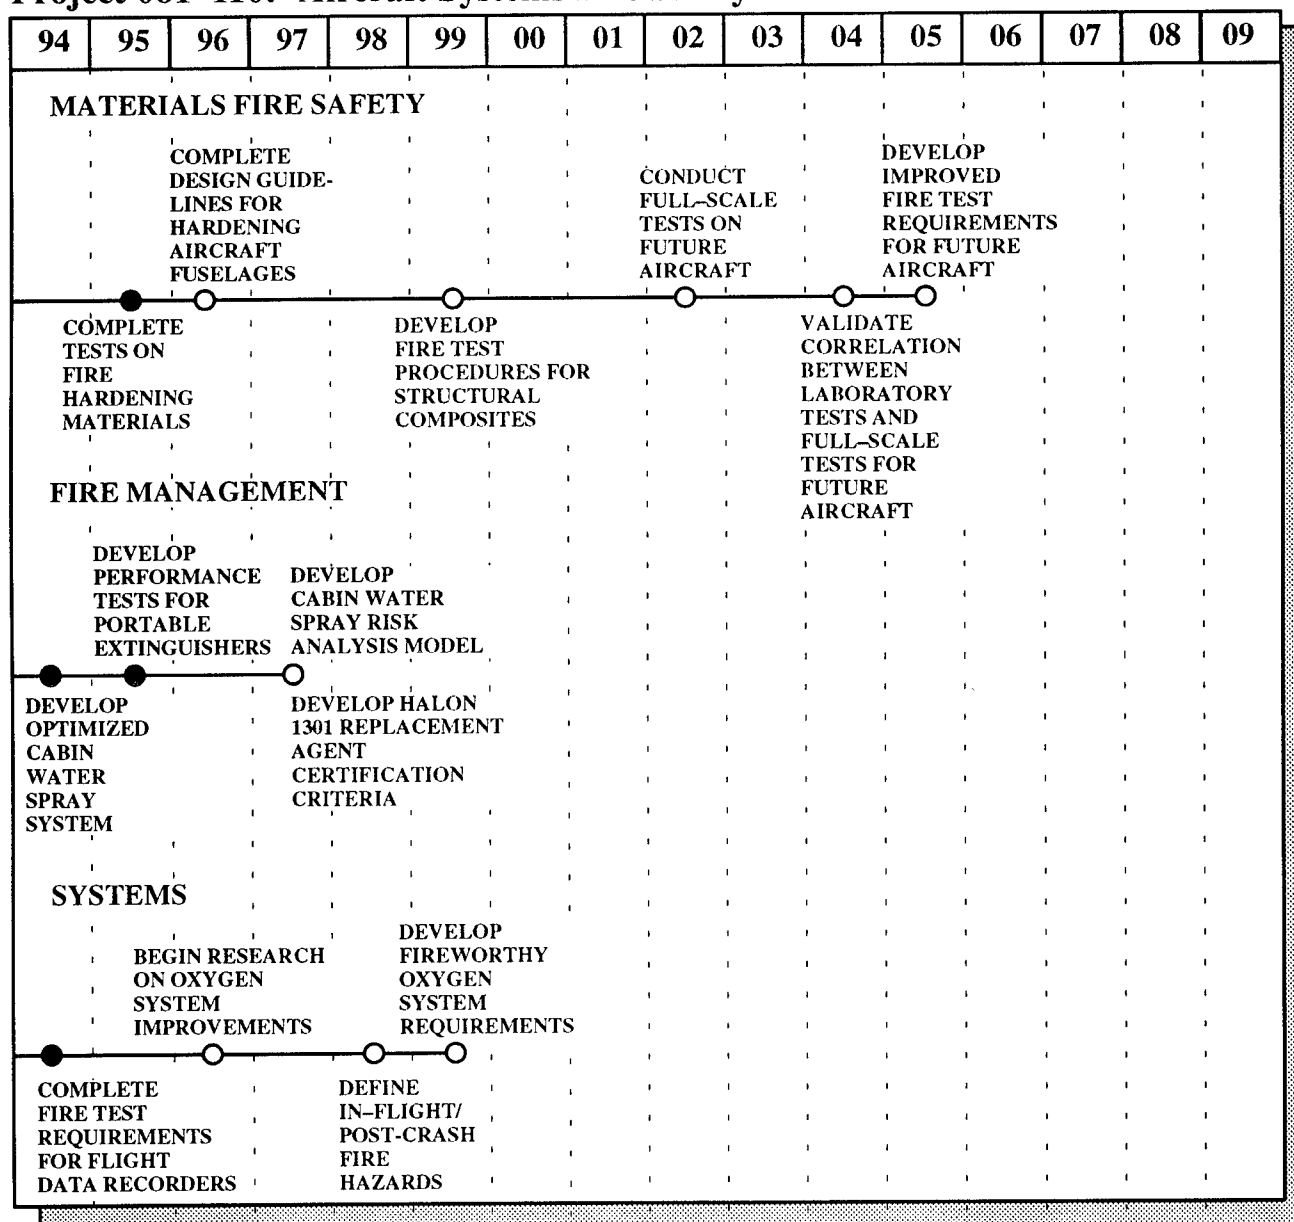 94 95 96 97 98 99 00 01 02 03 04 05 06 07 08 09
MATERIALS FIRE SAFETY
COMPLETE
DESIGN GUIDE-
LINES FOR
HARDENING
AIRCRAFT
FUSELAGES
CONDUCT
FULL–SCALE
TESTS ON
FUTURE
AIRCRAFT
DEVELOP
IMPROVED
FIRE TEST
REQUIREMENTS
FOR FUTURE
AIRCRAFT
COMPLETE
TESTS ON
FIRE
HARDENING
MATERIALS
DEVELOP
FIRE TEST
PROCEDURES FOR
STRUCTURAL
COMPOSITES
VALIDATE
CORRELATION
BETWEEN
LABORATORY
TESTS AND
FULL–SCALE
TESTS FOR
FUTURE
AIRCRAFT
FIRE MANAGEMENT
DEVELOP
PERFORMANCE
TESTS FOR
PORTABLE
EXTINGUISHERS
DEVELOP
CABIN WATER
SPRAY RISK
ANALYSIS MODEL
DEVELOP
OPTIMIZED
CABIN
WATER
SPRAY
SYSTEM
DEVELOP HALON
1301 REPLACEMENT
AGENT
CERTIFICATION
CRITERIA
SYSTEMS
BEGIN RESEARCH
ON OXYGEN
SYSTEM
IMPROVEMENTS
DEVELOP
FIREWORTHY
OXYGEN
SYSTEM
REQUIREMENTS
COMPLETE
FIRE TEST
REQUIREMENTS
FOR FLIGHT
DATA RECORDERS
DEFINE
IN–FLIGHT/
POST-CRASH
FIRE
HAZARDS